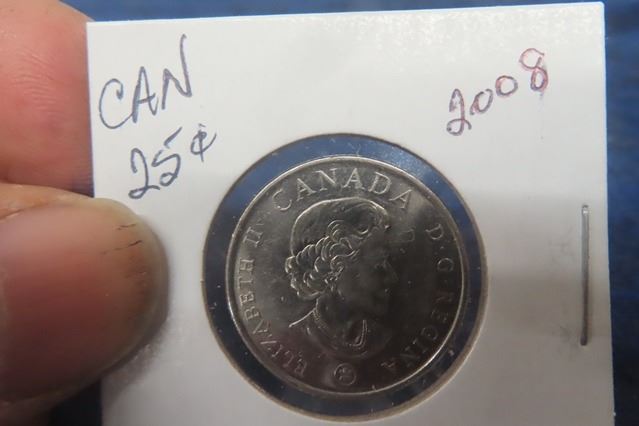 CAN
25¢
2008
ELIZABETH II CANADA D·G·REGINA